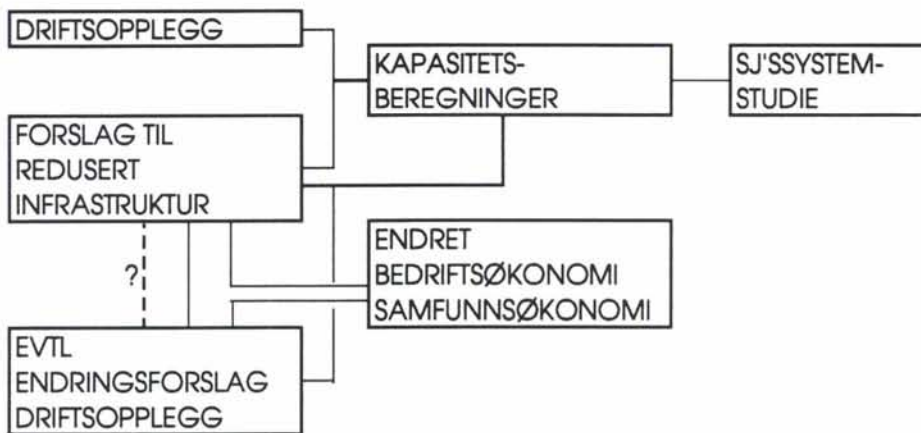 DRIFTSOPPLEGG
KAPASITETS-
BEREGNINGER
SJ'SSYSTEM-
STUDIE
FORSLAG TIL
REDUSERT
INFRASTRUKTUR
ENDRET
BEDRIFTSØKONOMI
SAMFUNNSØKONOMI
?
EVTL
ENDRINGSFORSLAG
DRIFTSOPPLEGG